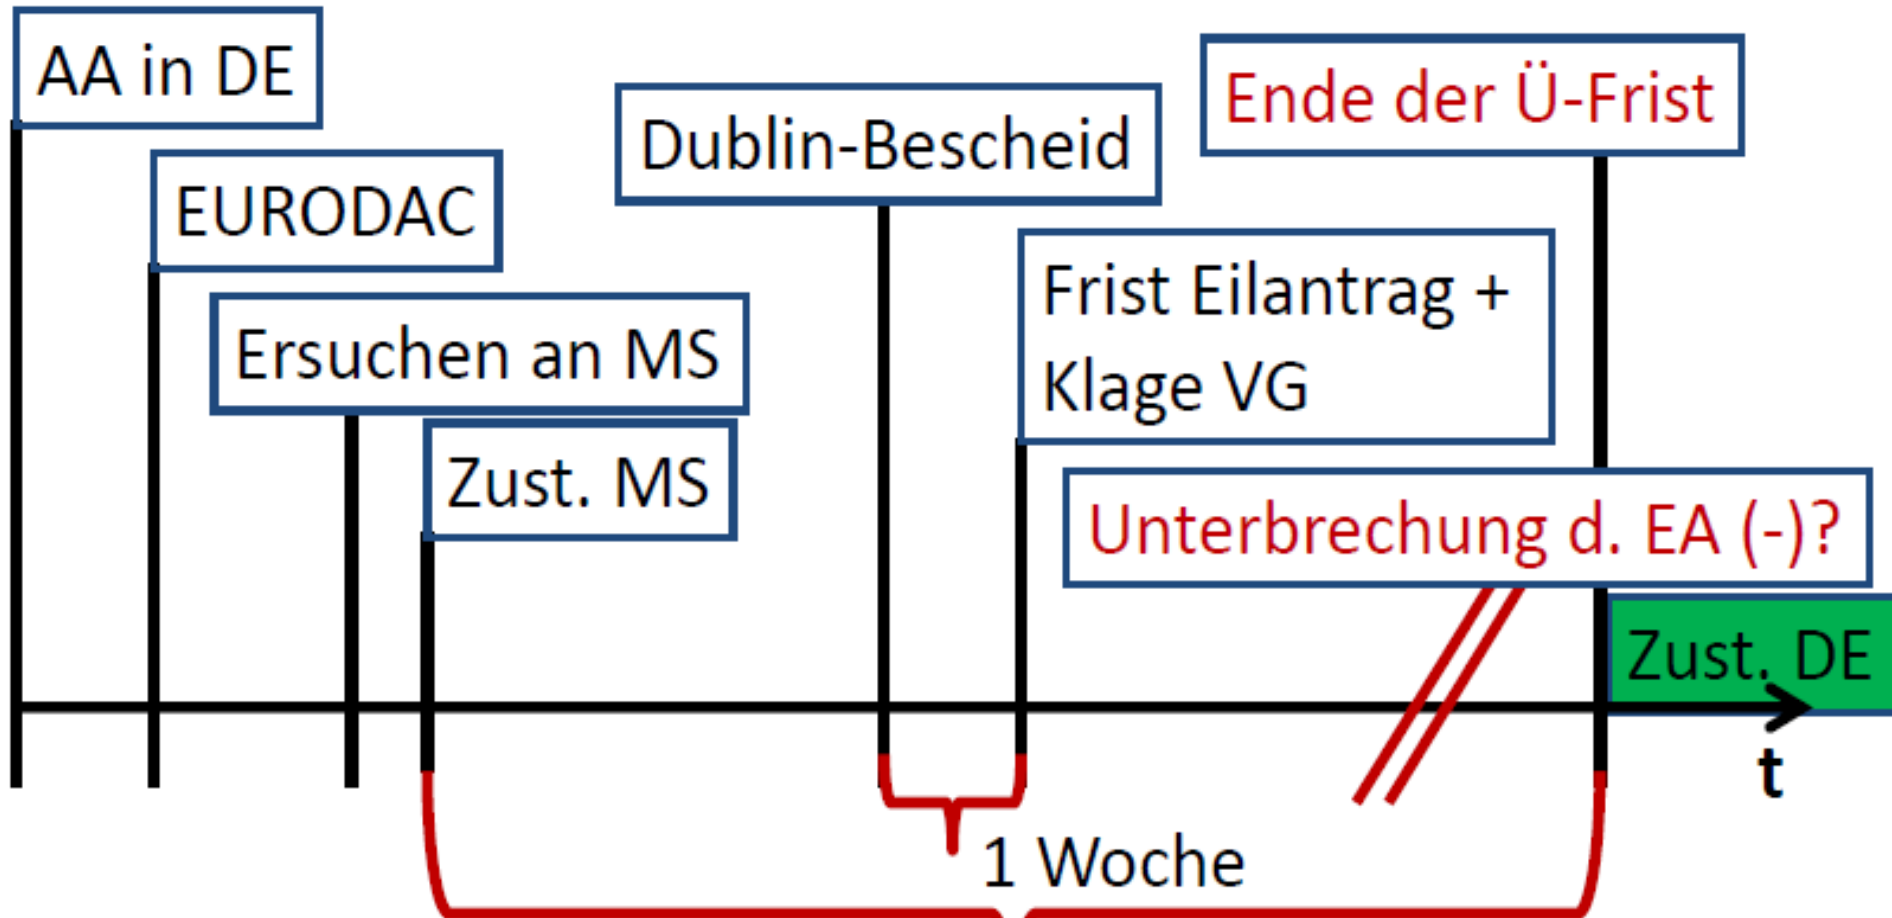 AA in DE
EURODAC
Ersuchen an MS
Zust. MS
Dublin-Bescheid
Frist Eilantrag +
Klage VG
Ende der Ü-Frist
Unterbrechung d. EA (-)?
Zust. DE
t
1 Woche